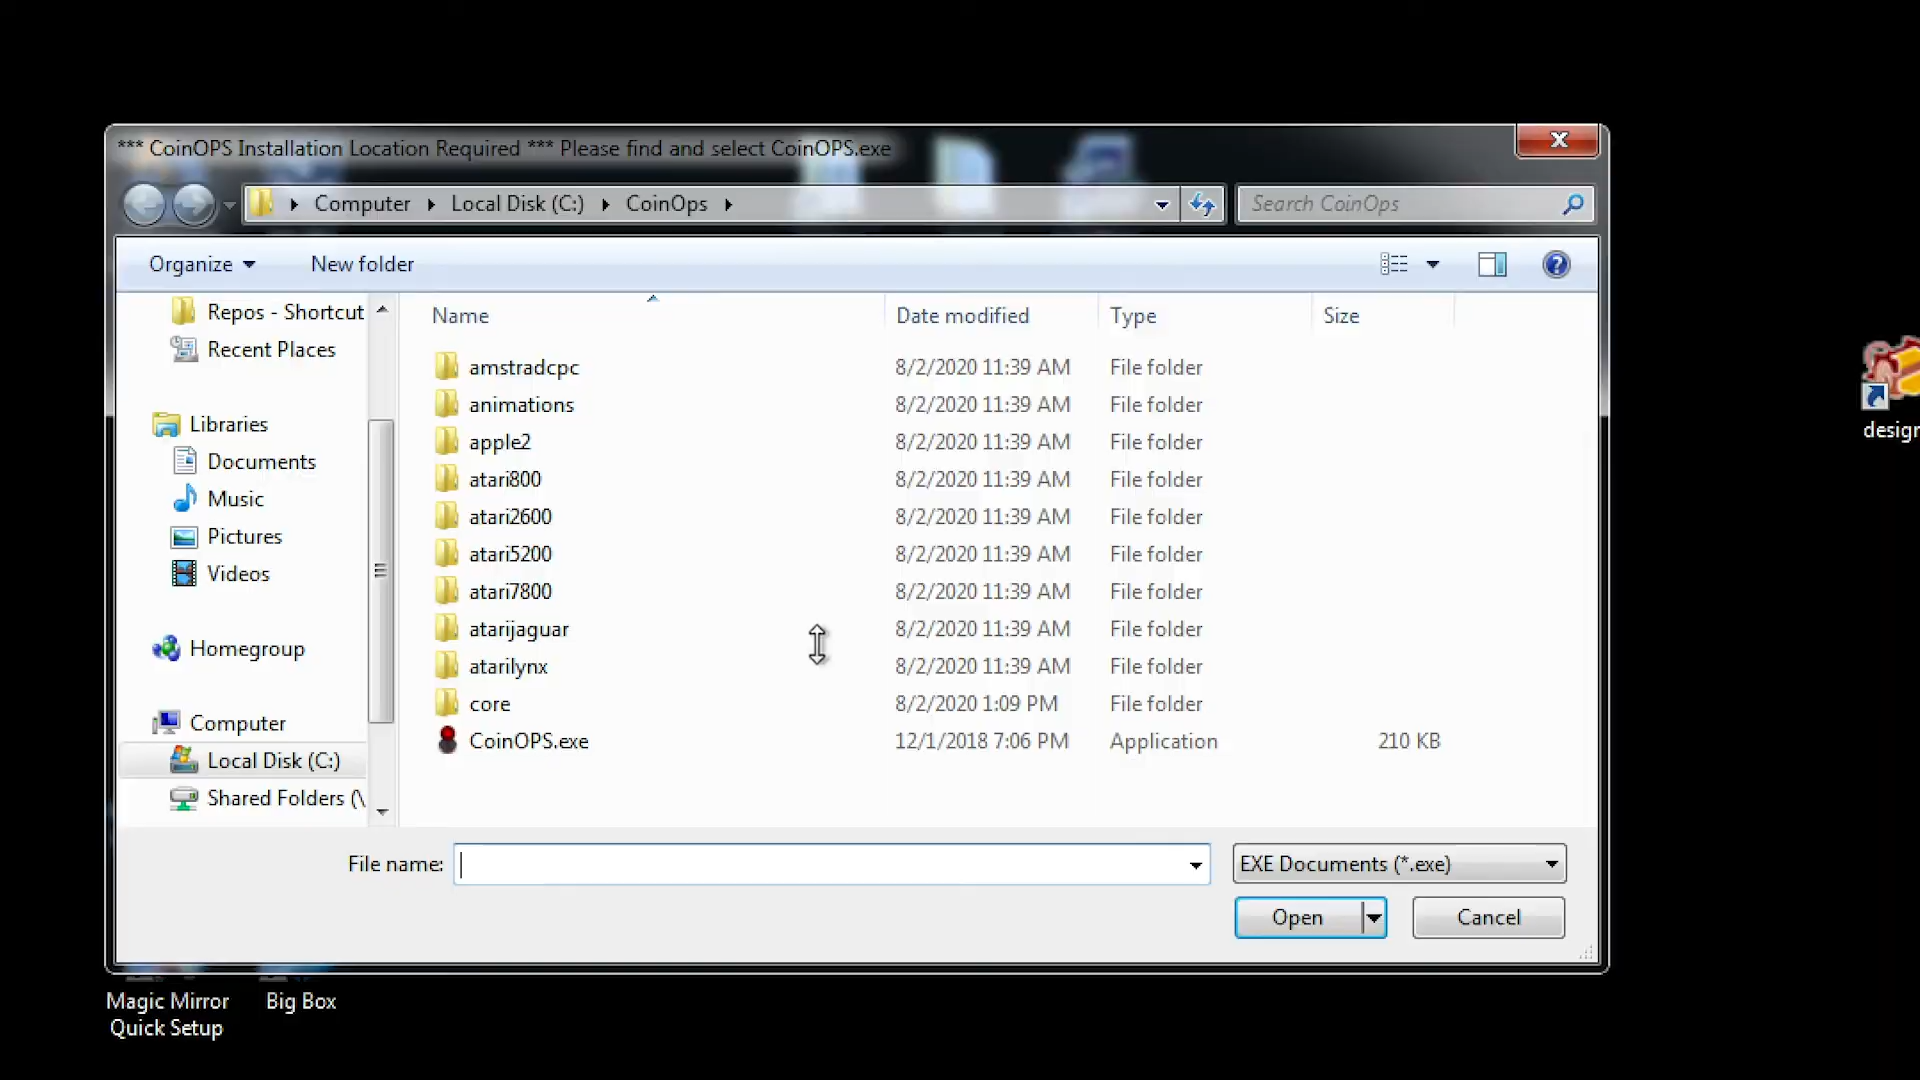 *** CoinOPS Installation Location Required *** Please find and select CoinOPS.exe
Computer Local Disk (C:) CoinOps
Search CoinOps
Organize New folder
Name Date modified Type Size
Repos - Shortcut
Recent Places
Libraries
Documents
Music
Pictures
Videos
Homegroup
Computer
Local Disk (C:)
Shared Folders (\
amstradcpc 8/2/2020 11:39 AM File folder
animations 8/2/2020 11:39 AM File folder
apple2 8/2/2020 11:39 AM File folder
atari800 8/2/2020 11:39 AM File folder
atari2600 8/2/2020 11:39 AM File folder
atari5200 8/2/2020 11:39 AM File folder
atari7800 8/2/2020 11:39 AM File folder
atarijaguar 8/2/2020 11:39 AM File folder
atarilynx 8/2/2020 11:39 AM File folder
core 8/2/2020 1:09 PM File folder
CoinOPS.exe 12/1/2018 7:06 PM Application 210 KB
File name:
EXE Documents (*.exe)
Open Cancel
design
Magic Mirror
Quick Setup
Big Box